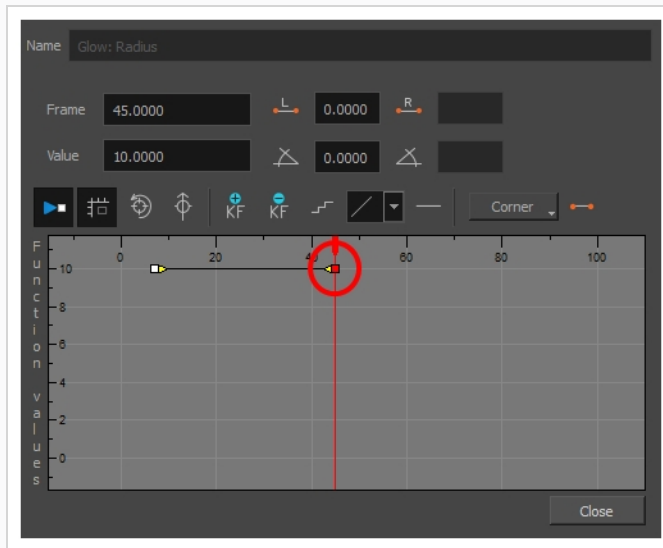 Name Glow: Radius
Frame 45.0000 L 0.0000 R
Value 10.0000 0.0000
KF KF Corner
Function values
0 20 40 60 80 100
10
8
6
4
2
0
Close